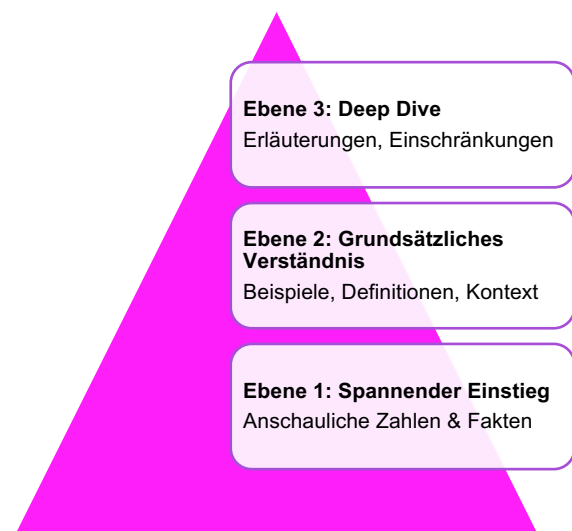 Ebene 3: Deep Dive
Erläuterungen, Einschränkungen
Ebene 2: Grundsätzliches
Verständnis
Beispiele, Definitionen, Kontext
Ebene 1: Spannender Einstieg
Anschauliche Zahlen & Fakten